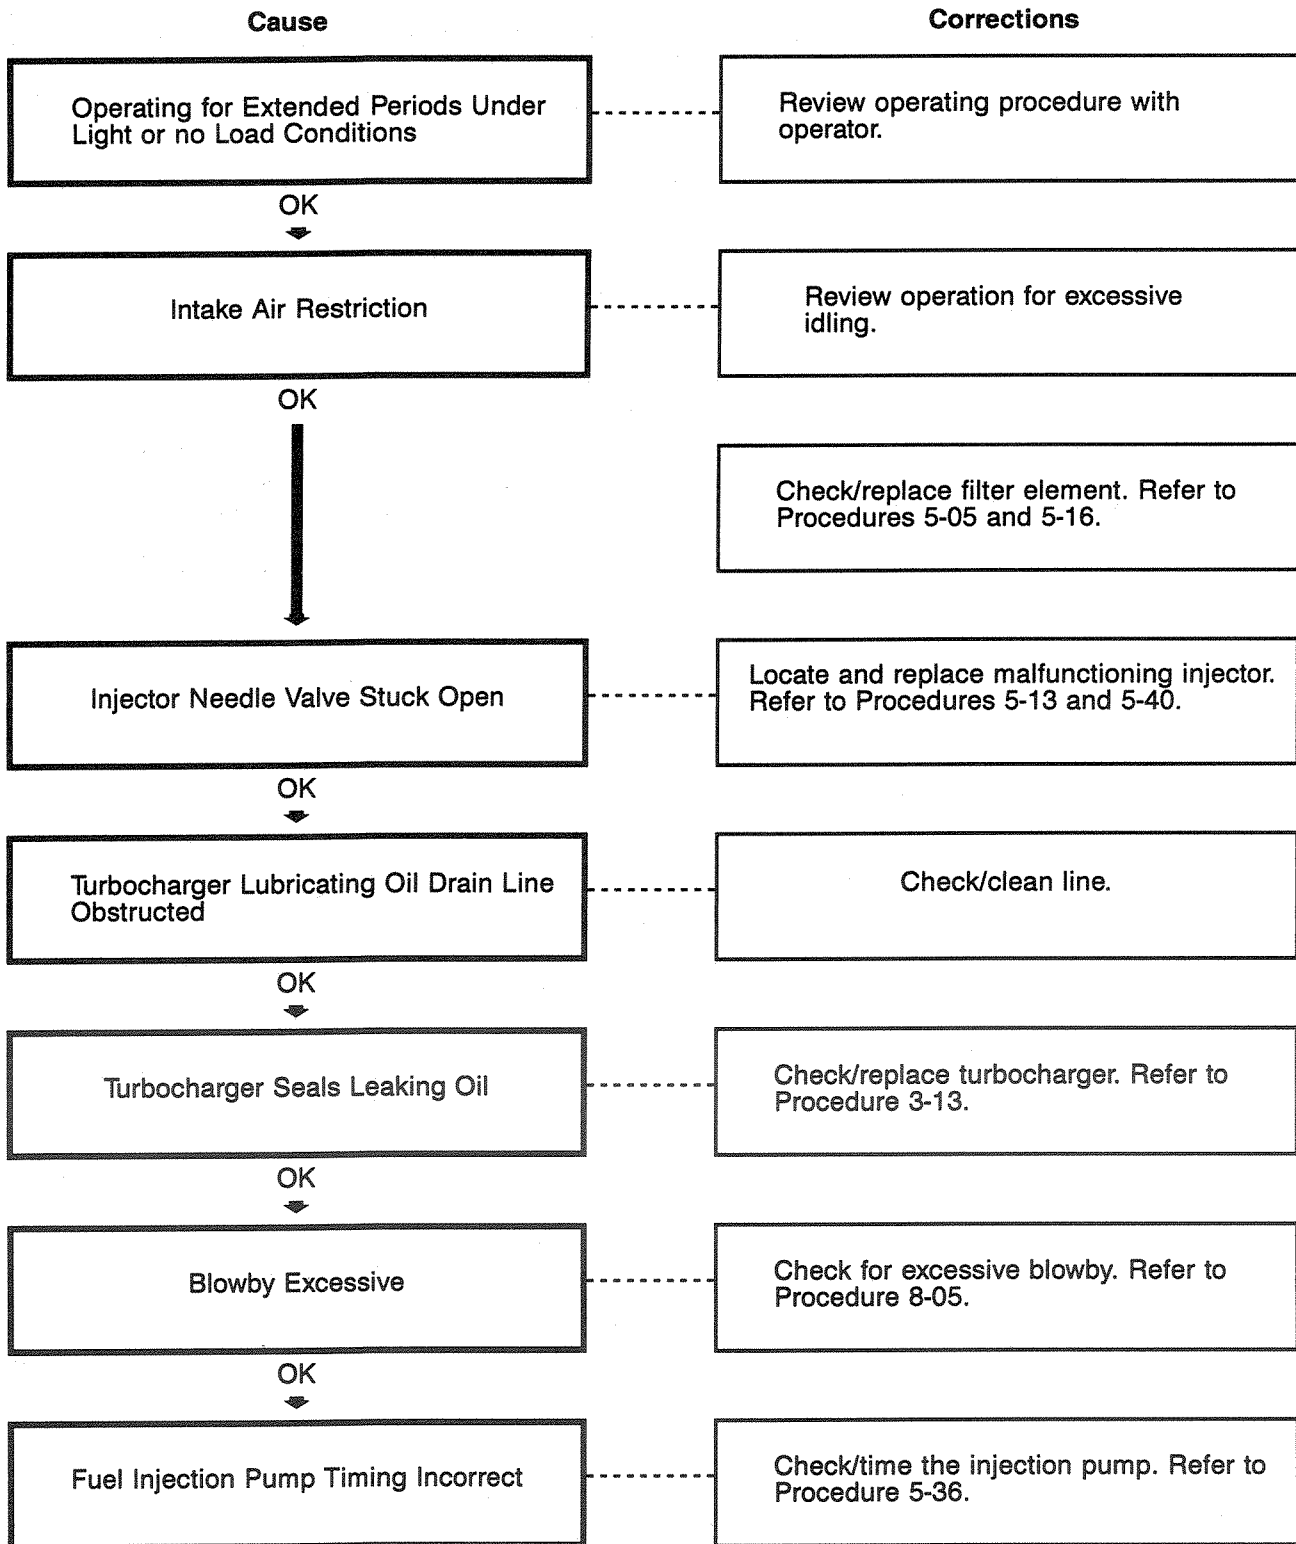 Cause
Corrections
Operating for Extended Periods Under
Light or no Load Conditions
Review operating procedure with
operator.
OK
Intake Air Restriction
Review operation for excessive
idling.
OK
Check/replace filter element. Refer to
Procedures 5-05 and 5-16.
Injector Needle Valve Stuck Open
Locate and replace malfunctioning injector.
Refer to Procedures 5-13 and 5-40.
OK
Turbocharger Lubricating Oil Drain Line
Obstructed
Check/clean line.
OK
Turbocharger Seals Leaking Oil
Check/replace turbocharger. Refer to
Procedure 3-13.
OK
Blowby Excessive
Check for excessive blowby. Refer to
Procedure 8-05.
OK
Fuel Injection Pump Timing Incorrect
Check/time the injection pump. Refer to
Procedure 5-36.